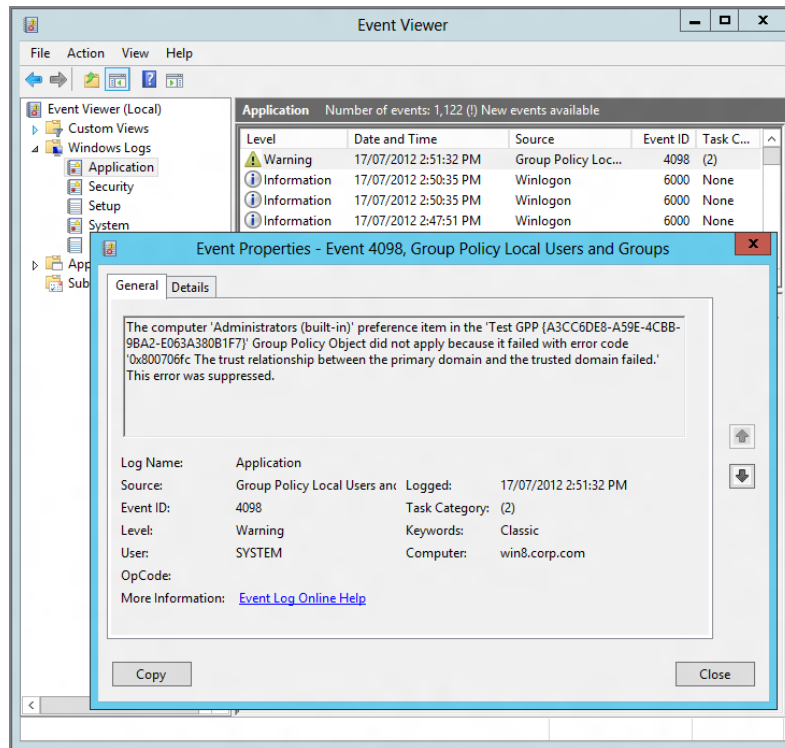 Event Viewer
File Action View Help
Event Viewer (Local)
Custom Views
Windows Logs
Application
Security
Setup
System
App
Sub
Application Number of events: 1,122 (!) New events available
Level Date and Time Source Event ID Task C...
Warning 17/07/2012 2:51:32 PM Group Policy Loc... 4098 (2)
Information 17/07/2012 2:50:35 PM Winlogon 6000 None
Information 17/07/2012 2:50:35 PM Winlogon 6000 None
Information 17/07/2012 2:47:51 PM Winlogon 6000 None
Event Properties - Event 4098, Group Policy Local Users and Groups
General Details
The computer 'Administrators (built-in)' preference item in the 'Test GPP {A3CC6DE8-A59E-4CBB-
9BA2-E063A380B1F7}' Group Policy Object did not apply because it failed with error code
'0x800706fc The trust relationship between the primary domain and the trusted domain failed.'
This error was suppressed.
Log Name: Application
Source: Group Policy Local Users and Logged: 17/07/2012 2:51:32 PM
Event ID: 4098 Task Category: (2)
Level: Warning Keywords: Classic
User: SYSTEM Computer: win8.corp.com
OpCode:
More Information: Event Log Online Help
Copy Close